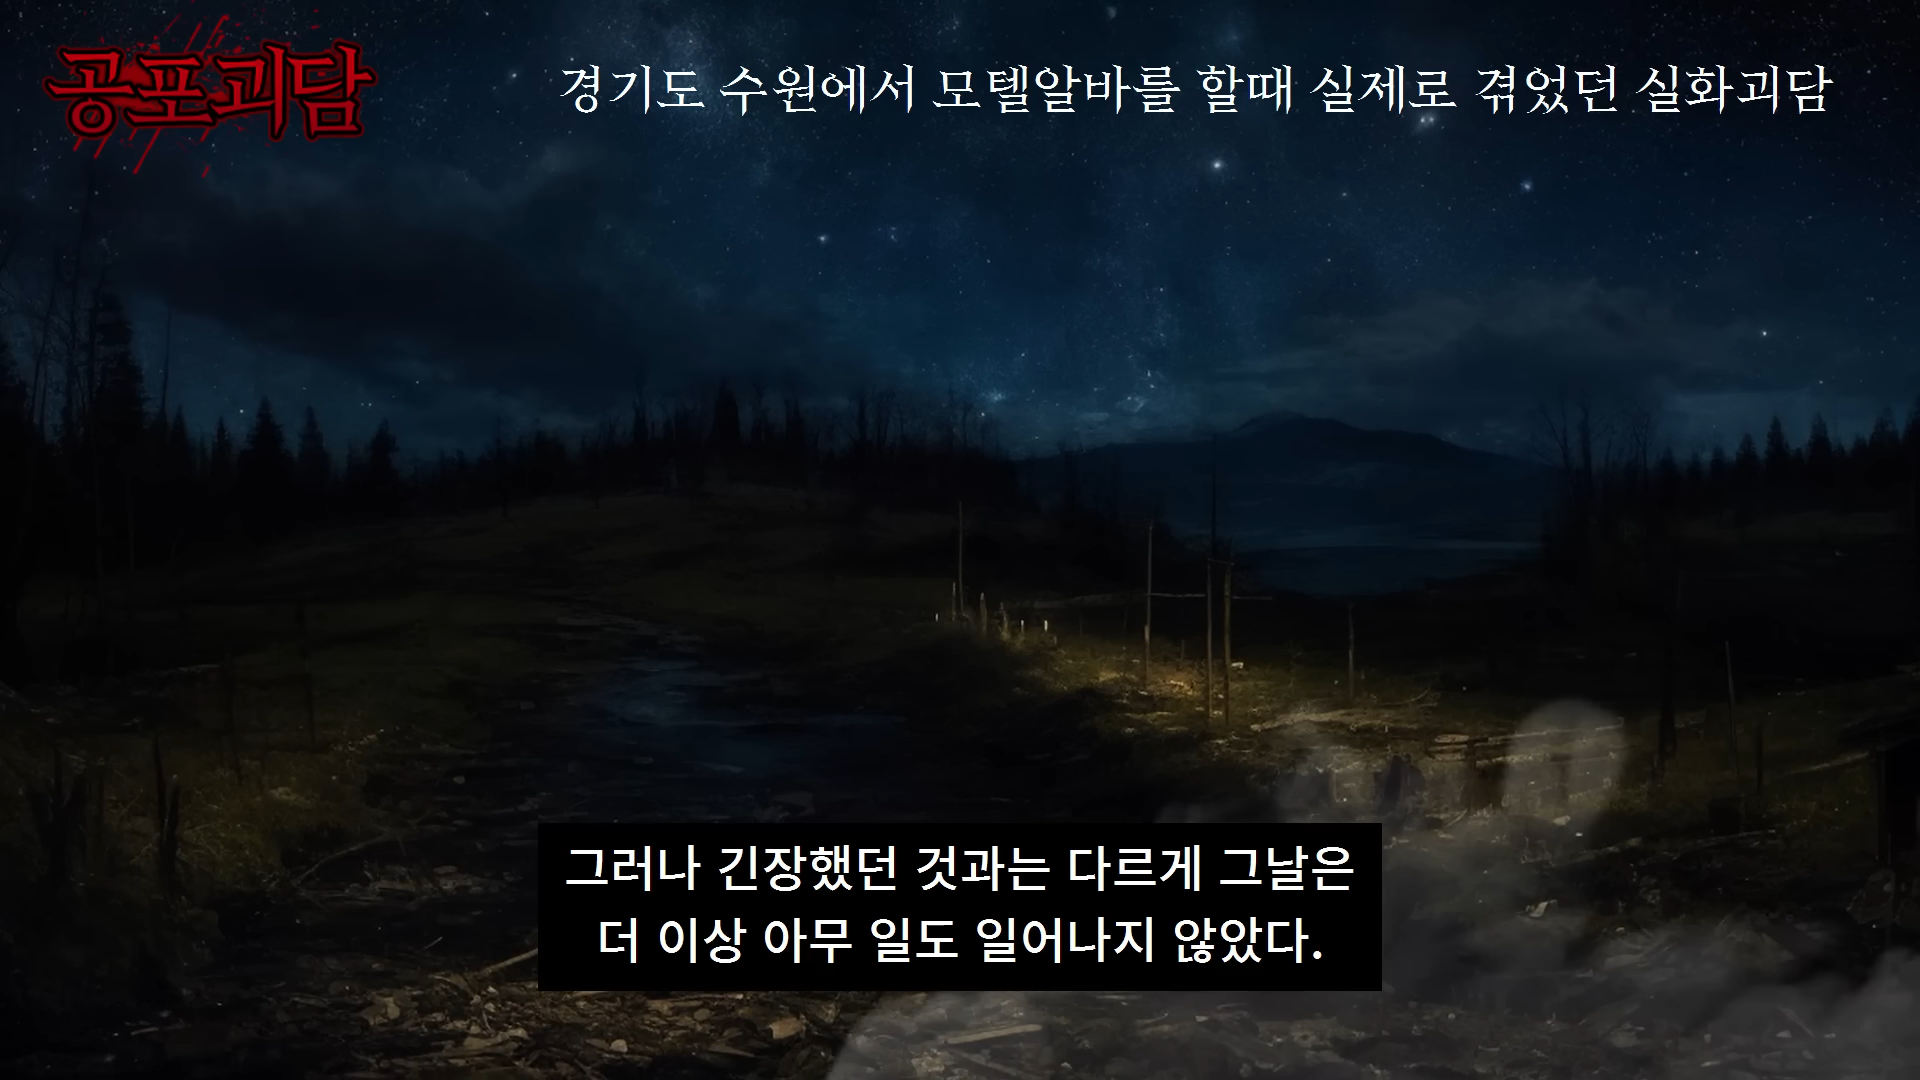 공포괴담
경기도 수원에서 모텔알바를 할때 실제로 겪었던 실화괴담
그러나 긴장했던 것과는 다르게 그날은
더 이상 아무 일도 일어나지 않았다.